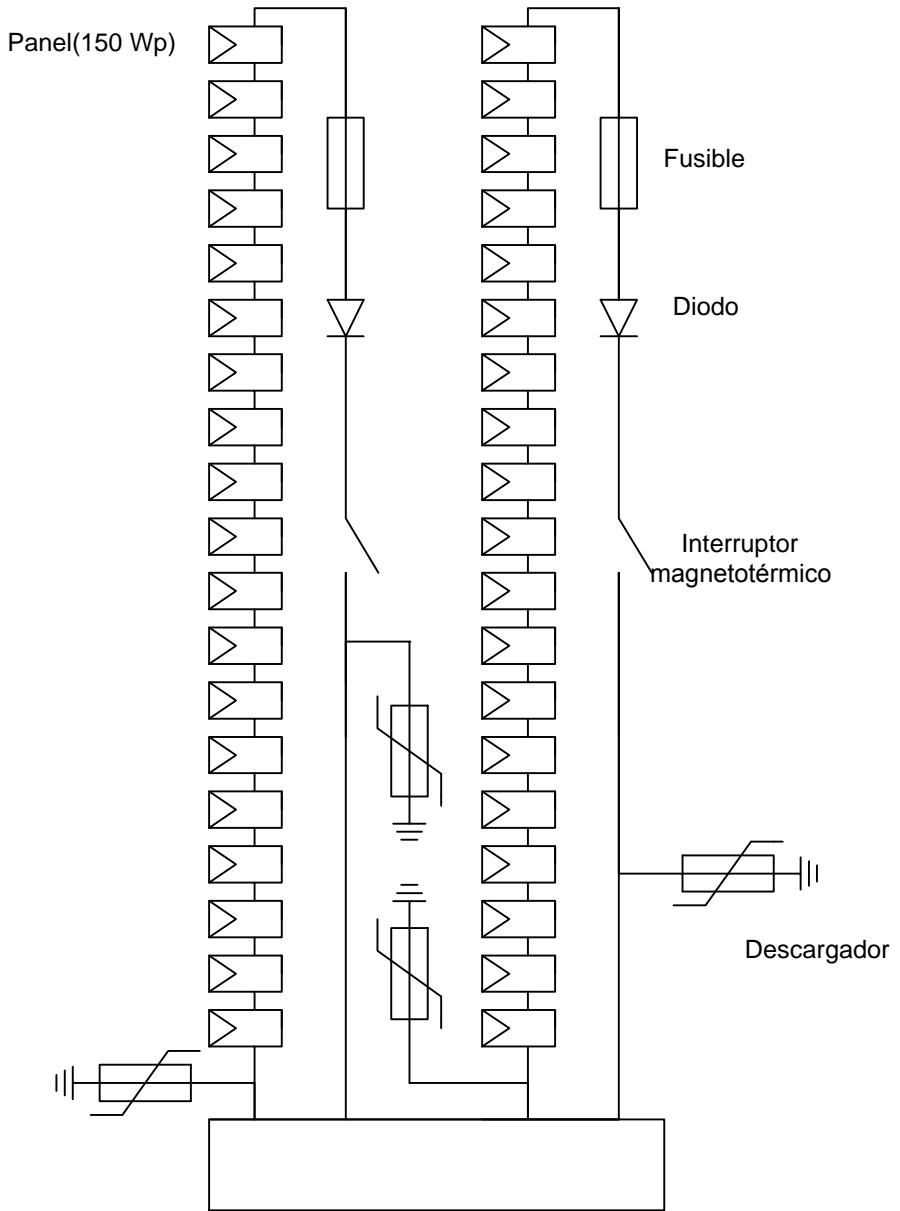 Panel(150 Wp)
Fusible
Diodo
Interruptor
magnetotérmico
Descargador